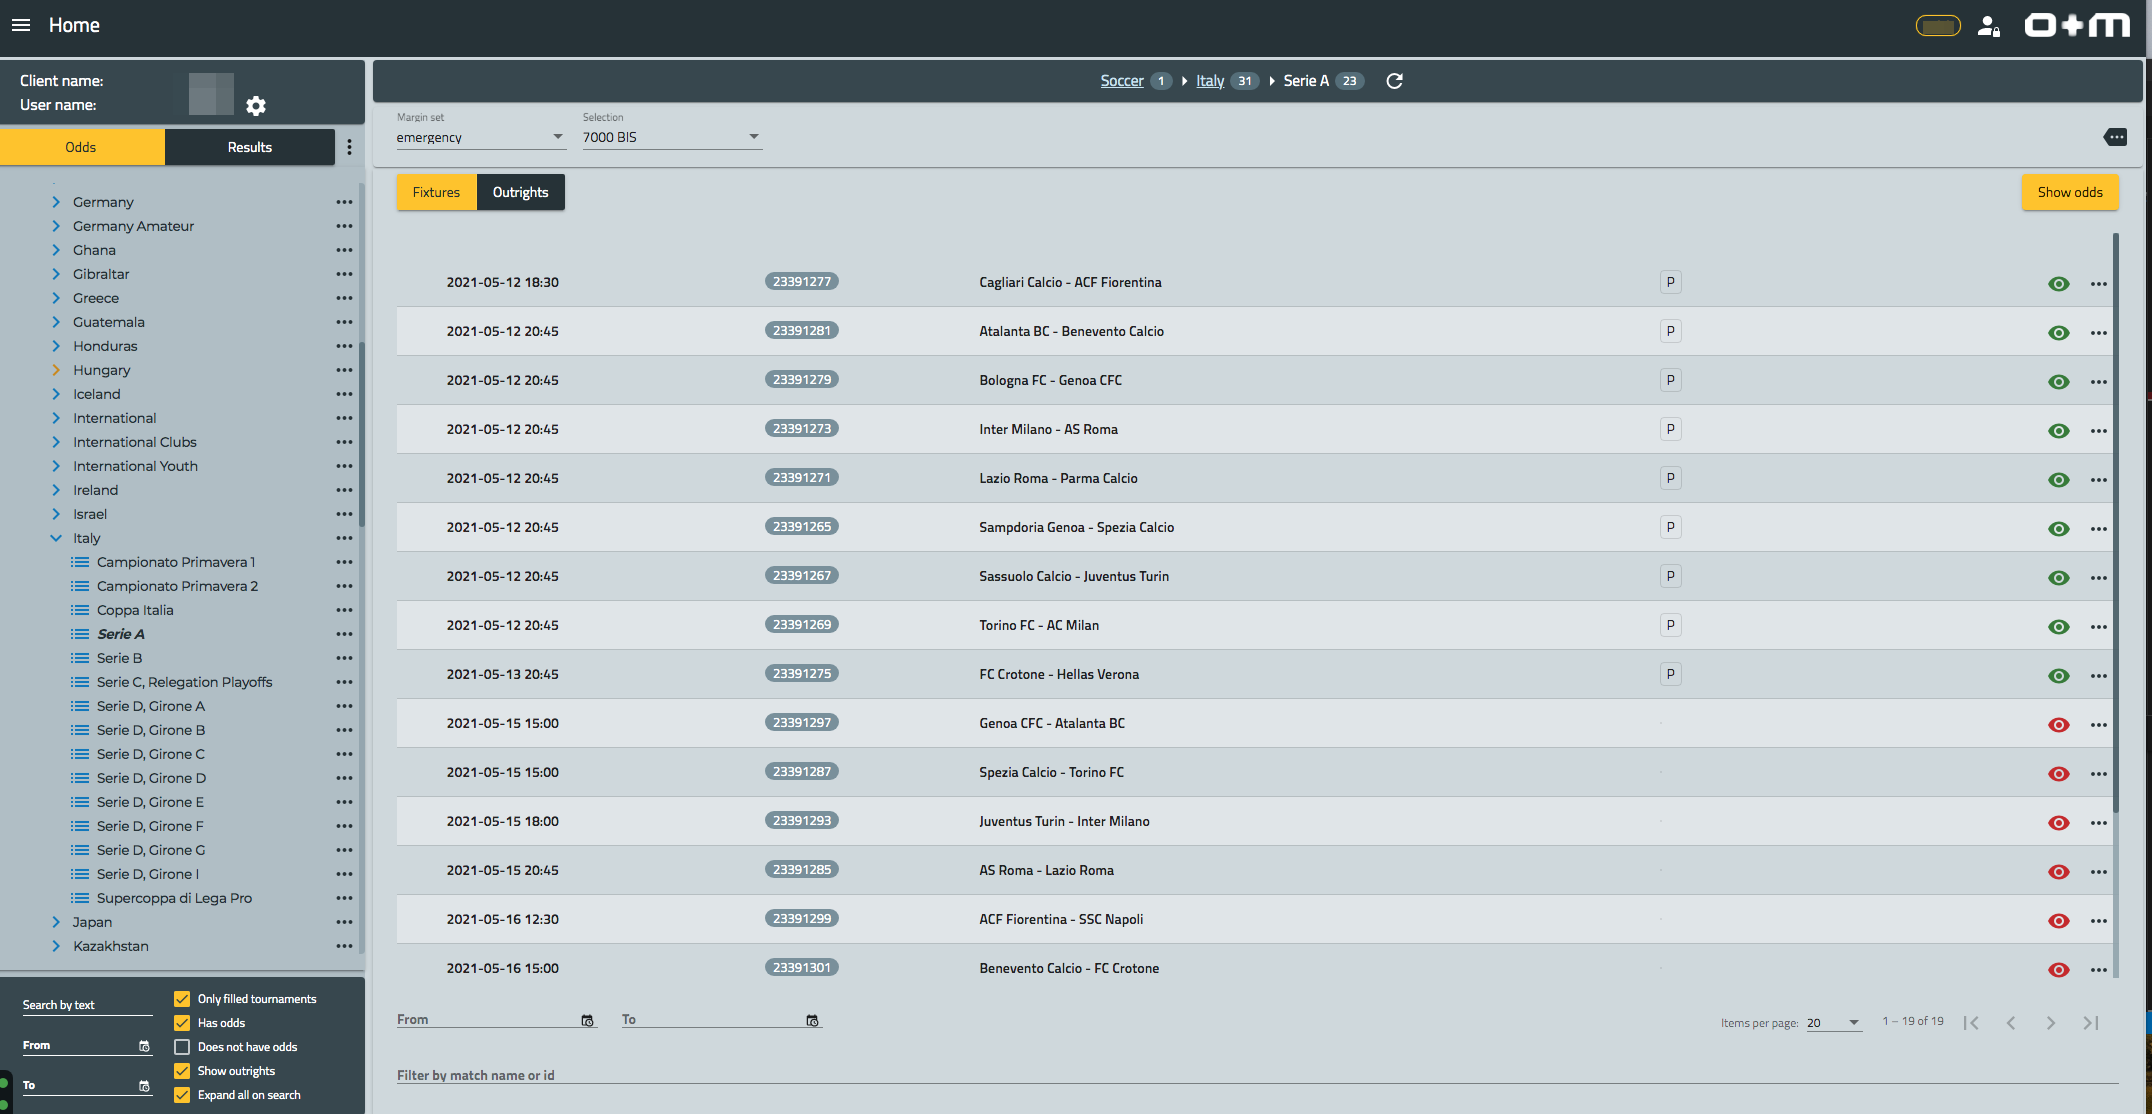 Home
o+m
Client name:
User name:
Odds
Results
Germany
Germany Amateur
Ghana
Gibraltar
Greece
Guatemala
Honduras
Hungary
Iceland
International
International Clubs
International Youth
Ireland
Israel
Italy
Campionato Primavera 1
Campionato Primavera 2
Coppa Italia
Serie A
Serie B
Serie C, Relegation Playoffs
Serie D, Girone A
Serie D, Girone B
Serie D, Girone C
Serie D, Girone D
Serie D, Girone E
Serie D, Girone F
Serie D, Girone G
Serie D, Girone I
Supercoppa di Lega Pro
Japan
Kazakhstan
Search by text
From
To
Only filled tournaments
Has odds
Does not have odds
Show outrights
Expand all on search
Soccer 1 Italy 31 Serie A 23
Margin set
emergency
Selection
7000 BIS
Fixtures
Outrights
Show odds
2021-05-12 18:30 23391277 Cagliari Calcio - ACF Fiorentina P
2021-05-12 20:45 23391281 Atalanta BC - Benevento Calcio P
2021-05-12 20:45 23391279 Bologna FC - Genoa CFC P
2021-05-12 20:45 23391273 Inter Milano - AS Roma P
2021-05-12 20:45 23391271 Lazio Roma - Parma Calcio P
2021-05-12 20:45 23391265 Sampdoria Genoa - Spezia Calcio P
2021-05-12 20:45 23391267 Sassuolo Calcio - Juventus Turin P
2021-05-12 20:45 23391269 Torino FC - AC Milan P
2021-05-13 20:45 23391275 FC Crotone - Hellas Verona P
2021-05-15 15:00 23391297 Genoa CFC - Atalanta BC
2021-05-15 15:00 23391287 Spezia Calcio - Torino FC
2021-05-15 18:00 23391293 Juventus Turin - Inter Milano
2021-05-15 20:45 23391285 AS Roma - Lazio Roma
2021-05-16 12:30 23391299 ACF Fiorentina - SSC Napoli
2021-05-16 15:00 23391301 Benevento Calcio - FC Crotone
From
To
Items per page: 20 1 – 19 of 19
Filter by match name or id